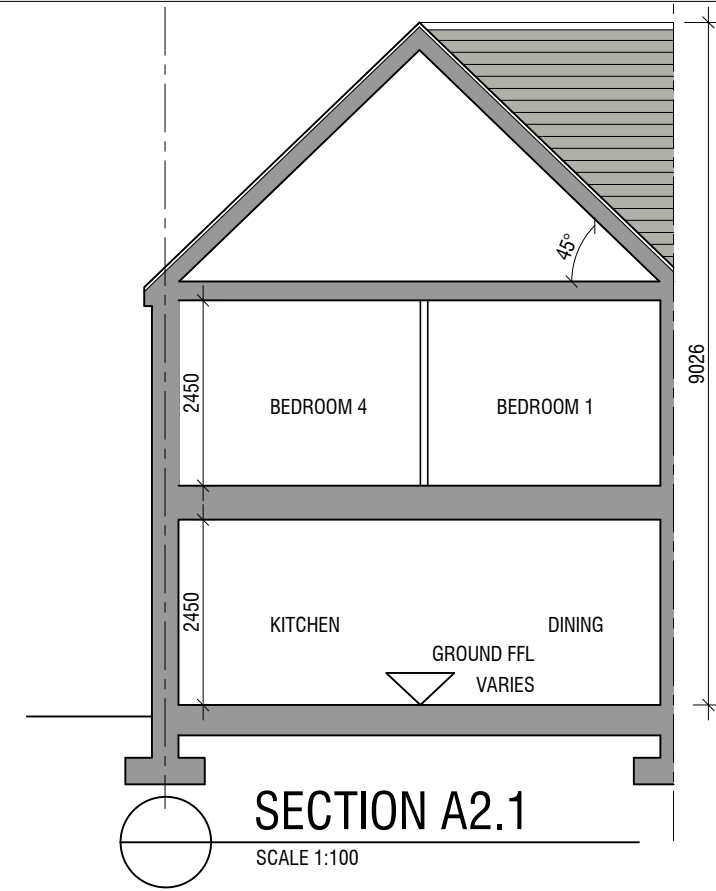 45°
9026
2450
BEDROOM 4
BEDROOM 1
2450
KITCHEN
DINING
GROUND FFL
VARIES
SECTION A2.1
SCALE 1:100